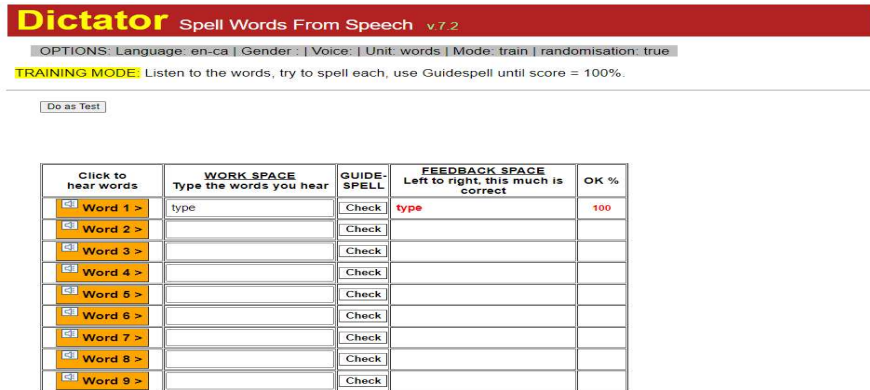 Dictator Spell Words From Speech v.7.2
OPTIONS: Language: en-ca | Gender : | Voice: | Unit: words | Mode: train | randomisation: true
TRAINING MODE: Listen to the words, try to spell each, use Guidespell until score = 100%.
Do as Test
Click to hear words
WORK SPACE
Type the words you hear
GUIDE-SPELL
FEEDBACK SPACE
Left to right, this much is correct
OK %
Word 1 > type Check type 100
Word 2 > Check
Word 3 > Check
Word 4 > Check
Word 5 > Check
Word 6 > Check
Word 7 > Check
Word 8 > Check
Word 9 > Check